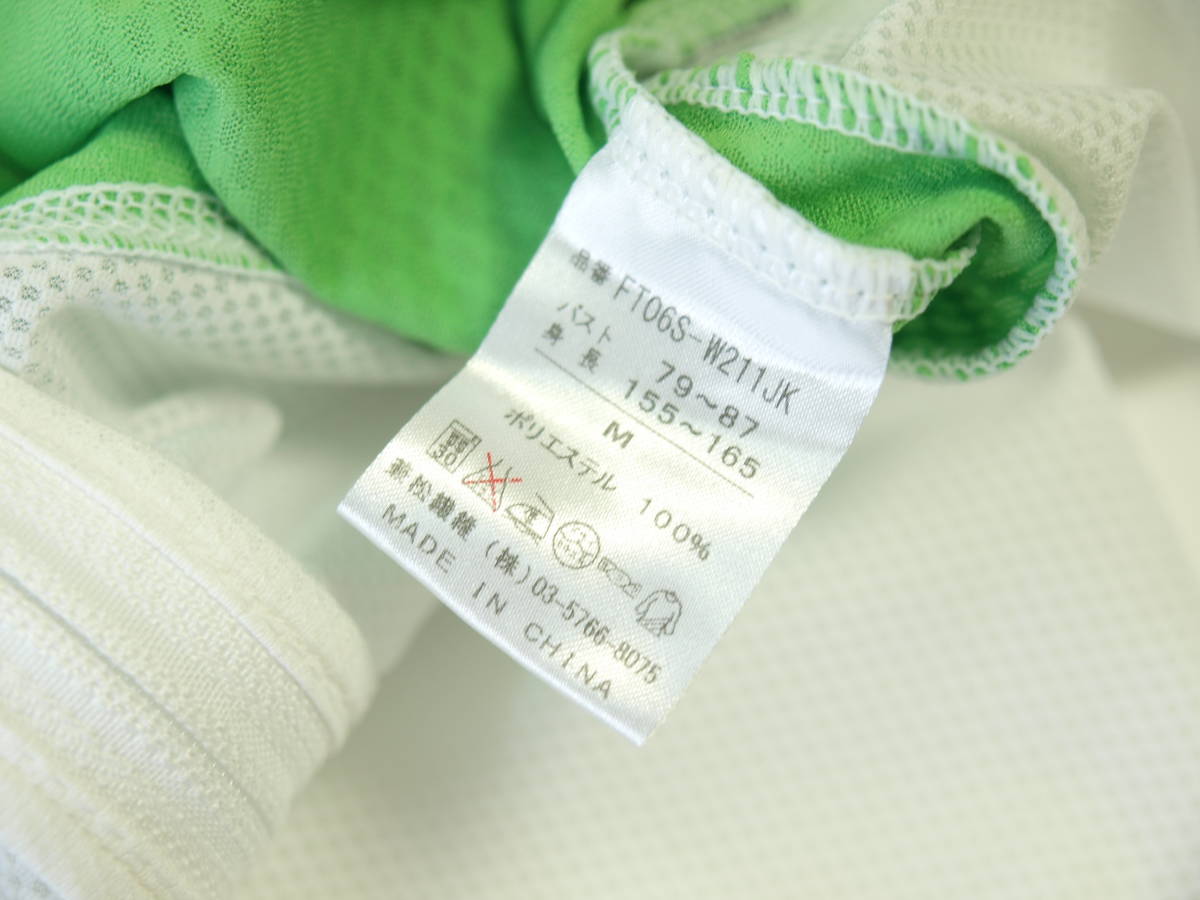 品番 FT06S-W211JK
バスト 79〜87
身長 155〜165
M
ポリエステル 100%
30
兼松繊維(株)03-5766-8075
MADE IN CHINA